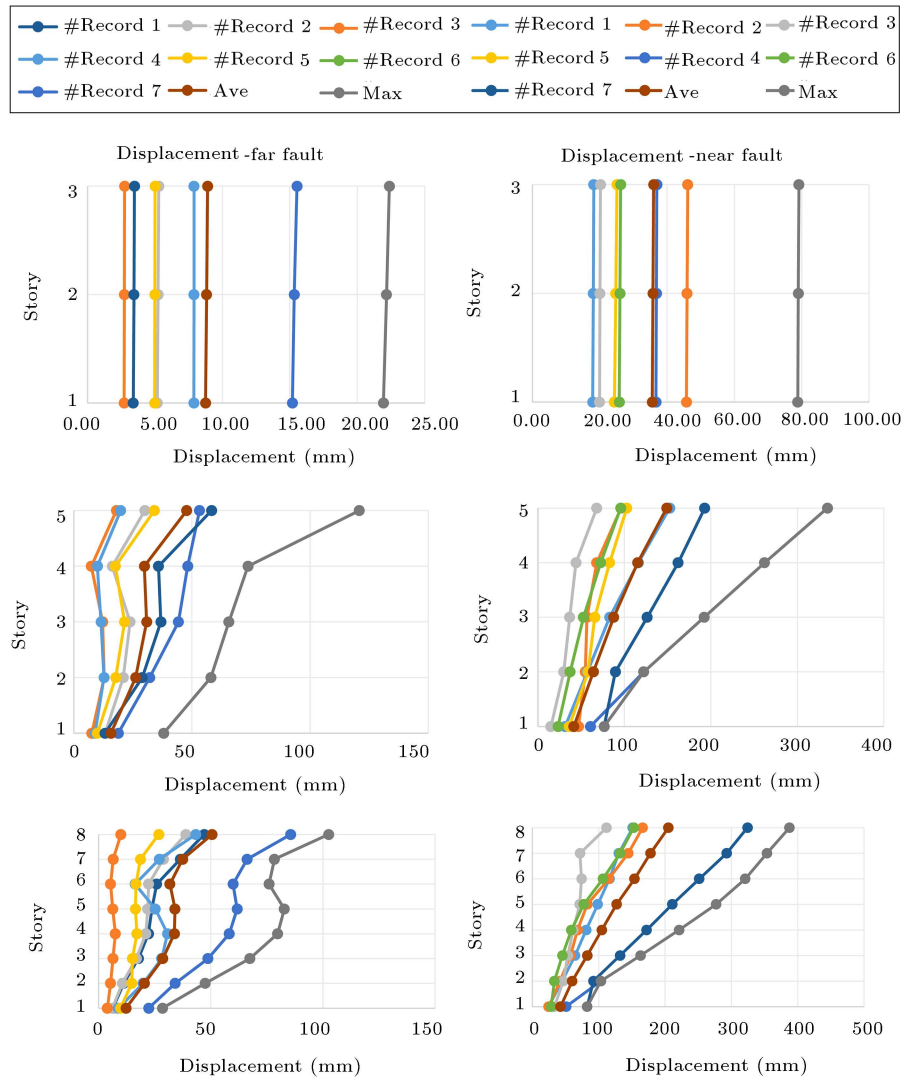 #Record 1 #Record 2 #Record 3 #Record 1 #Record 2 #Record 3
#Record 4 #Record 5 #Record 6 #Record 5 #Record 4 #Record 6
#Record 7 Ave Max #Record 7 Ave Max
Displacement -far fault
3
2
1
0.00 5.00 10.00 15.00 20.00 25.00
Story
Displacement (mm)
Displacement -near fault
3
2
1
0.00 20.00 40.00 60.00 80.00 100.00
Story
Displacement (mm)
5
4
3
2
1
0 50 100 150
Story
Displacement (mm)
5
4
3
2
1
0 100 200 300 400
Story
Displacement (mm)
8
7
6
5
4
3
2
1
0 50 100 150
Story
Displacement (mm)
8
7
6
5
4
3
2
1
0 100 200 300 400 500
Story
Displacement (mm)